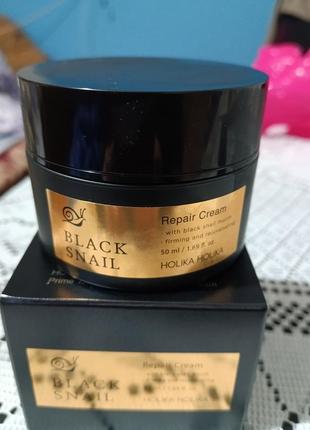 BLACK
SNAIL
Repair Cream
- with black snail mucin
- firming and rejuvenating
50 ml / 1.69 fl. oz.
HOLIKA HOLIKA
Prime
BLACK
SNAIL
Repair Cream
HOLIKA HOLIKA